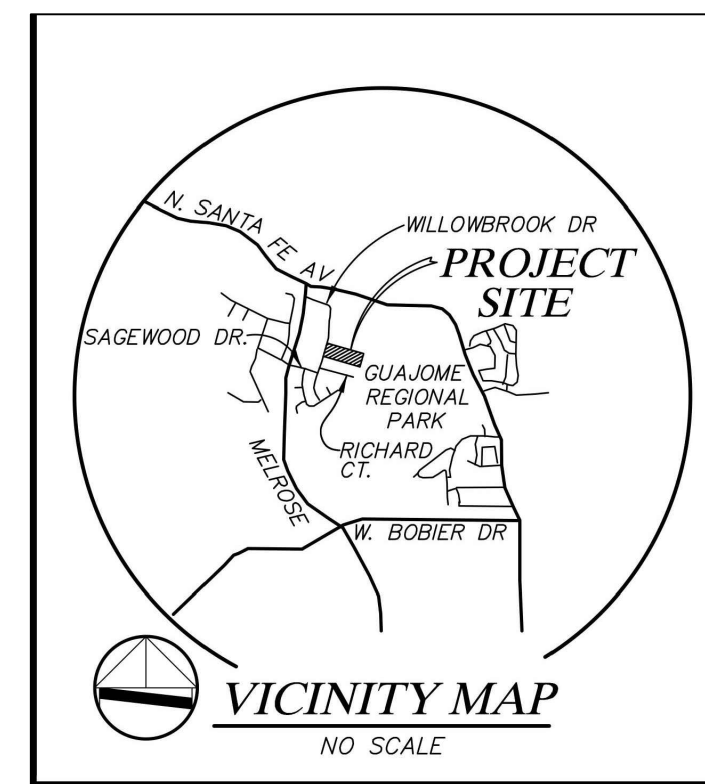 N. SANTA FE AV
WILLOWBROOK DR
PROJECT
SITE
SAGEWOOD DR.
GUAJOME
REGIONAL
PARK
RICHARD
CT.
MELROSE
W. BOBIER DR
VICINITY MAP
NO SCALE